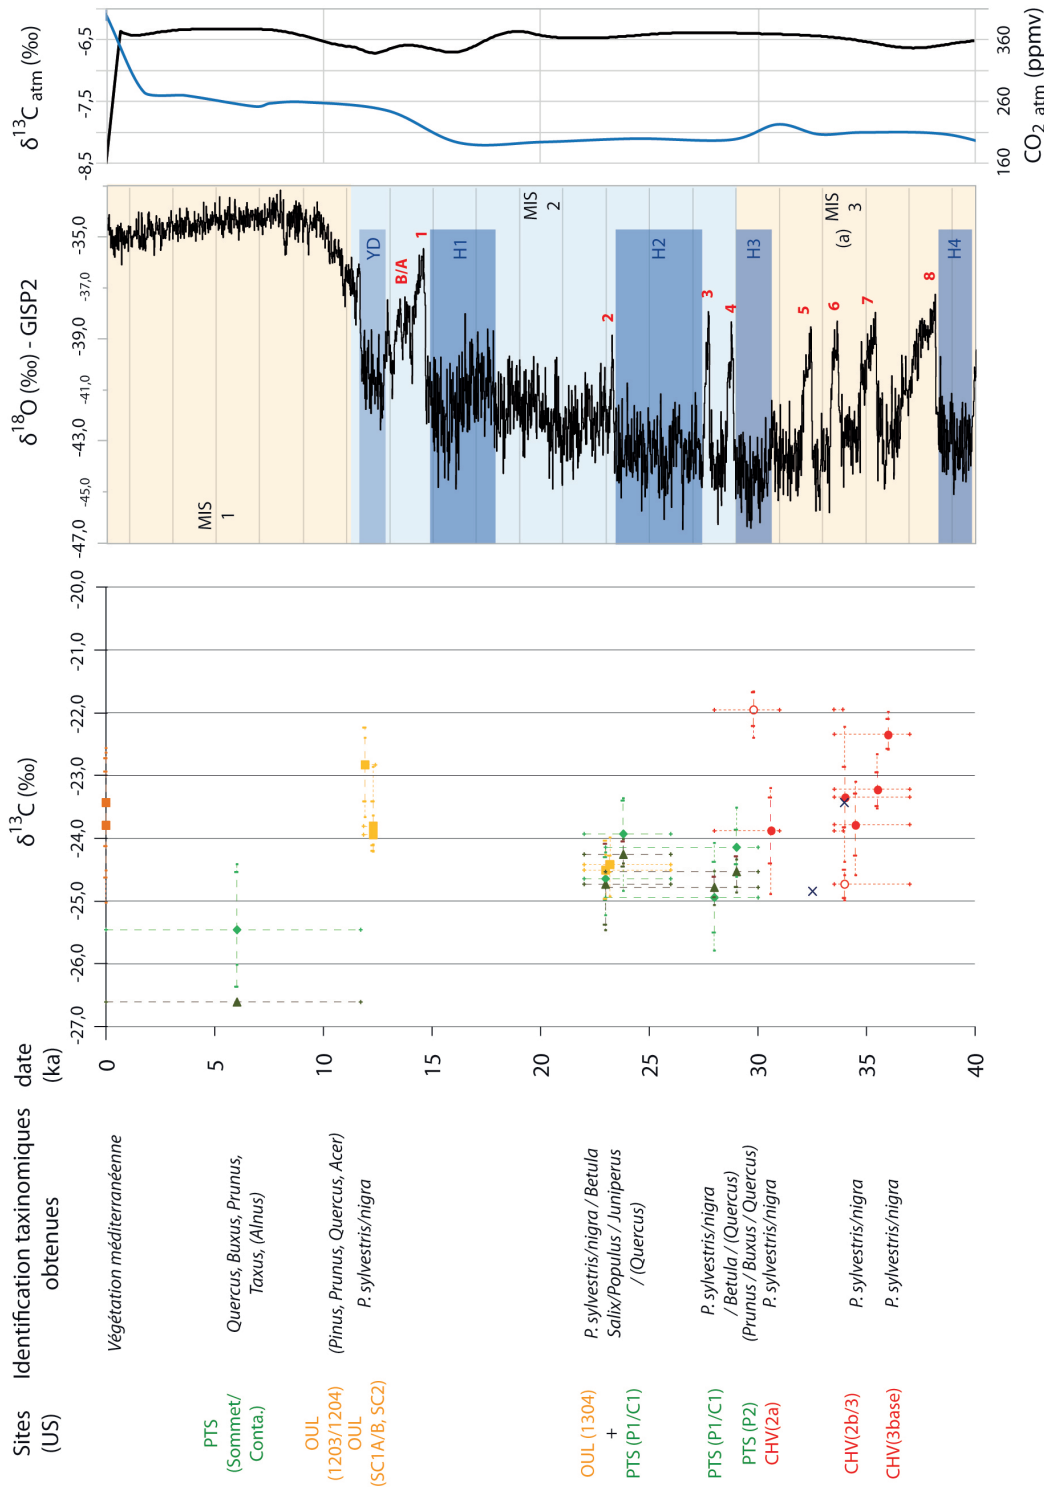 Sites
(US)
Identification taxinomiques
obtenues
date
(ka)
δ13C (‰)
δ18O (‰) - GISP2
δ13C atm (‰)
CO2 atm (ppmv)
-27,0
-26,0
-25,0
-24,0
-23,0
-22,0
-21,0
-20,0
-47,0
-45,0
-43,0
-41,0
-39,0
-37,0
-35,0
-8,5
-7,5
-6,5
160
260
360
0
5
10
15
20
25
30
35
40
Végétation méditerranéenne
PTS
(Sommet/
Conta.)
Quercus, Buxus, Prunus,
Taxus, (Alnus)
OUL
(1203/1204)
OUL
(SC1A/B, SC2)
(Pinus, Prunus, Quercus, Acer)
P. sylvestris/nigra
OUL (1304)
+
PTS (P1/C1)
P. sylvestris/nigra / Betula
Salix/Populus / Juniperus
/ (Quercus)
PTS (P1/C1)
PTS (P2)
CHV(2a)
P. sylvestris/nigra
/ Betula / (Quercus)
(Prunus / Buxus / Quercus)
P. sylvestris/nigra
CHV(2b/3)
P. sylvestris/nigra
CHV(3base)
P. sylvestris/nigra
MIS
1
YD
B/A
1
H1
MIS
2
2
H2
3
4
H3
MIS
3
(a)
5
6
7
8
H4